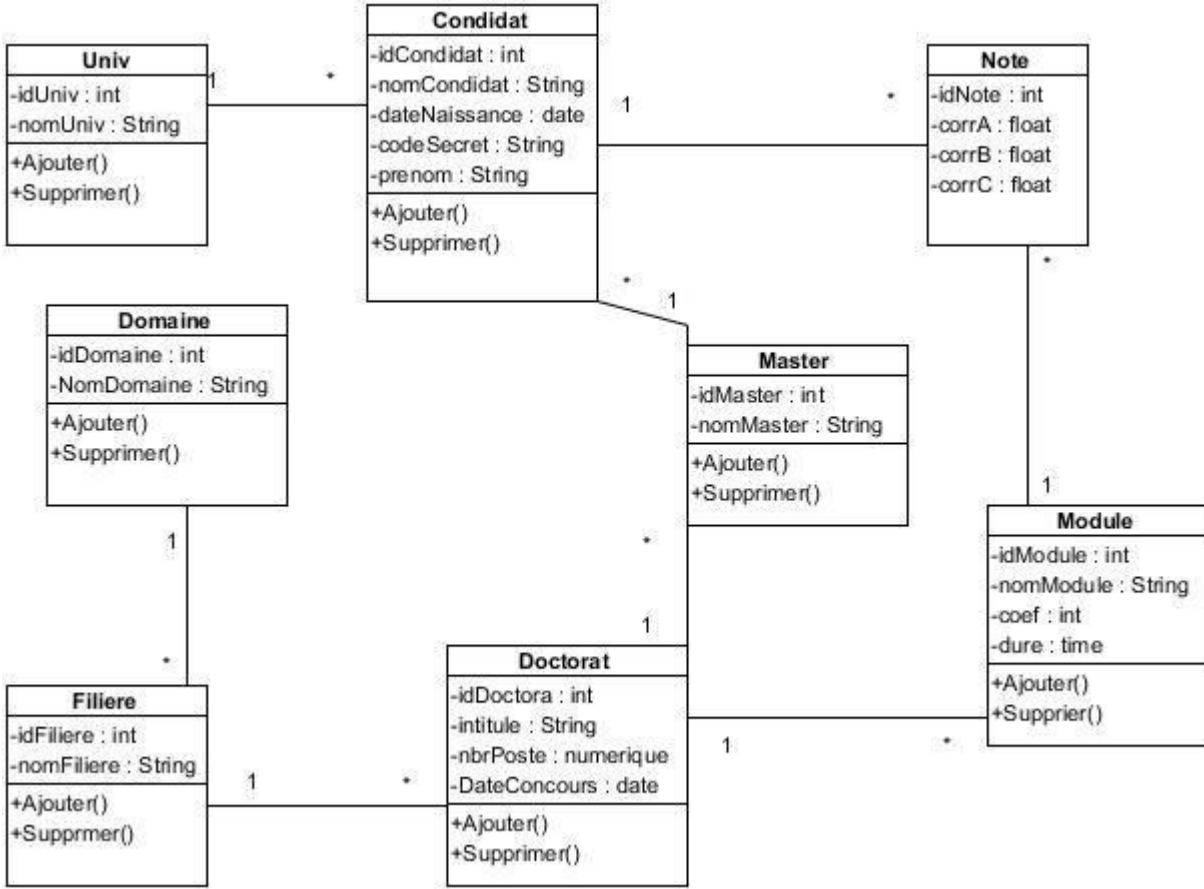 Univ
-idUniv : int
-nomUniv : String
+Ajouter()
+Supprimer()
1
*
Condidat
-idCondidat : int
-nomCondidat : String
-dateNaissance : date
-codeSecret : String
-prenom : String
+Ajouter()
+Supprimer()
1
*
Note
-idNote : int
-corrA : float
-corrB : float
-corrC : float
*
1
*
Domaine
-idDomaine : int
-NomDomaine : String
+Ajouter()
+Supprimer()
1
*
Master
-idMaster : int
-nomMaster : String
+Ajouter()
+Supprimer()
*
1
1
Module
-idModule : int
-nomModule : String
-coef : int
-dure : time
+Ajouter()
+Supprier()
Filiere
-idFiliere : int
-nomFiliere : String
+Ajouter()
+Supprmer()
1
*
Doctorat
-idDoctora : int
-intitule : String
-nbrPoste : numerique
-DateConcours : date
+Ajouter()
+Supprimer()
1
*